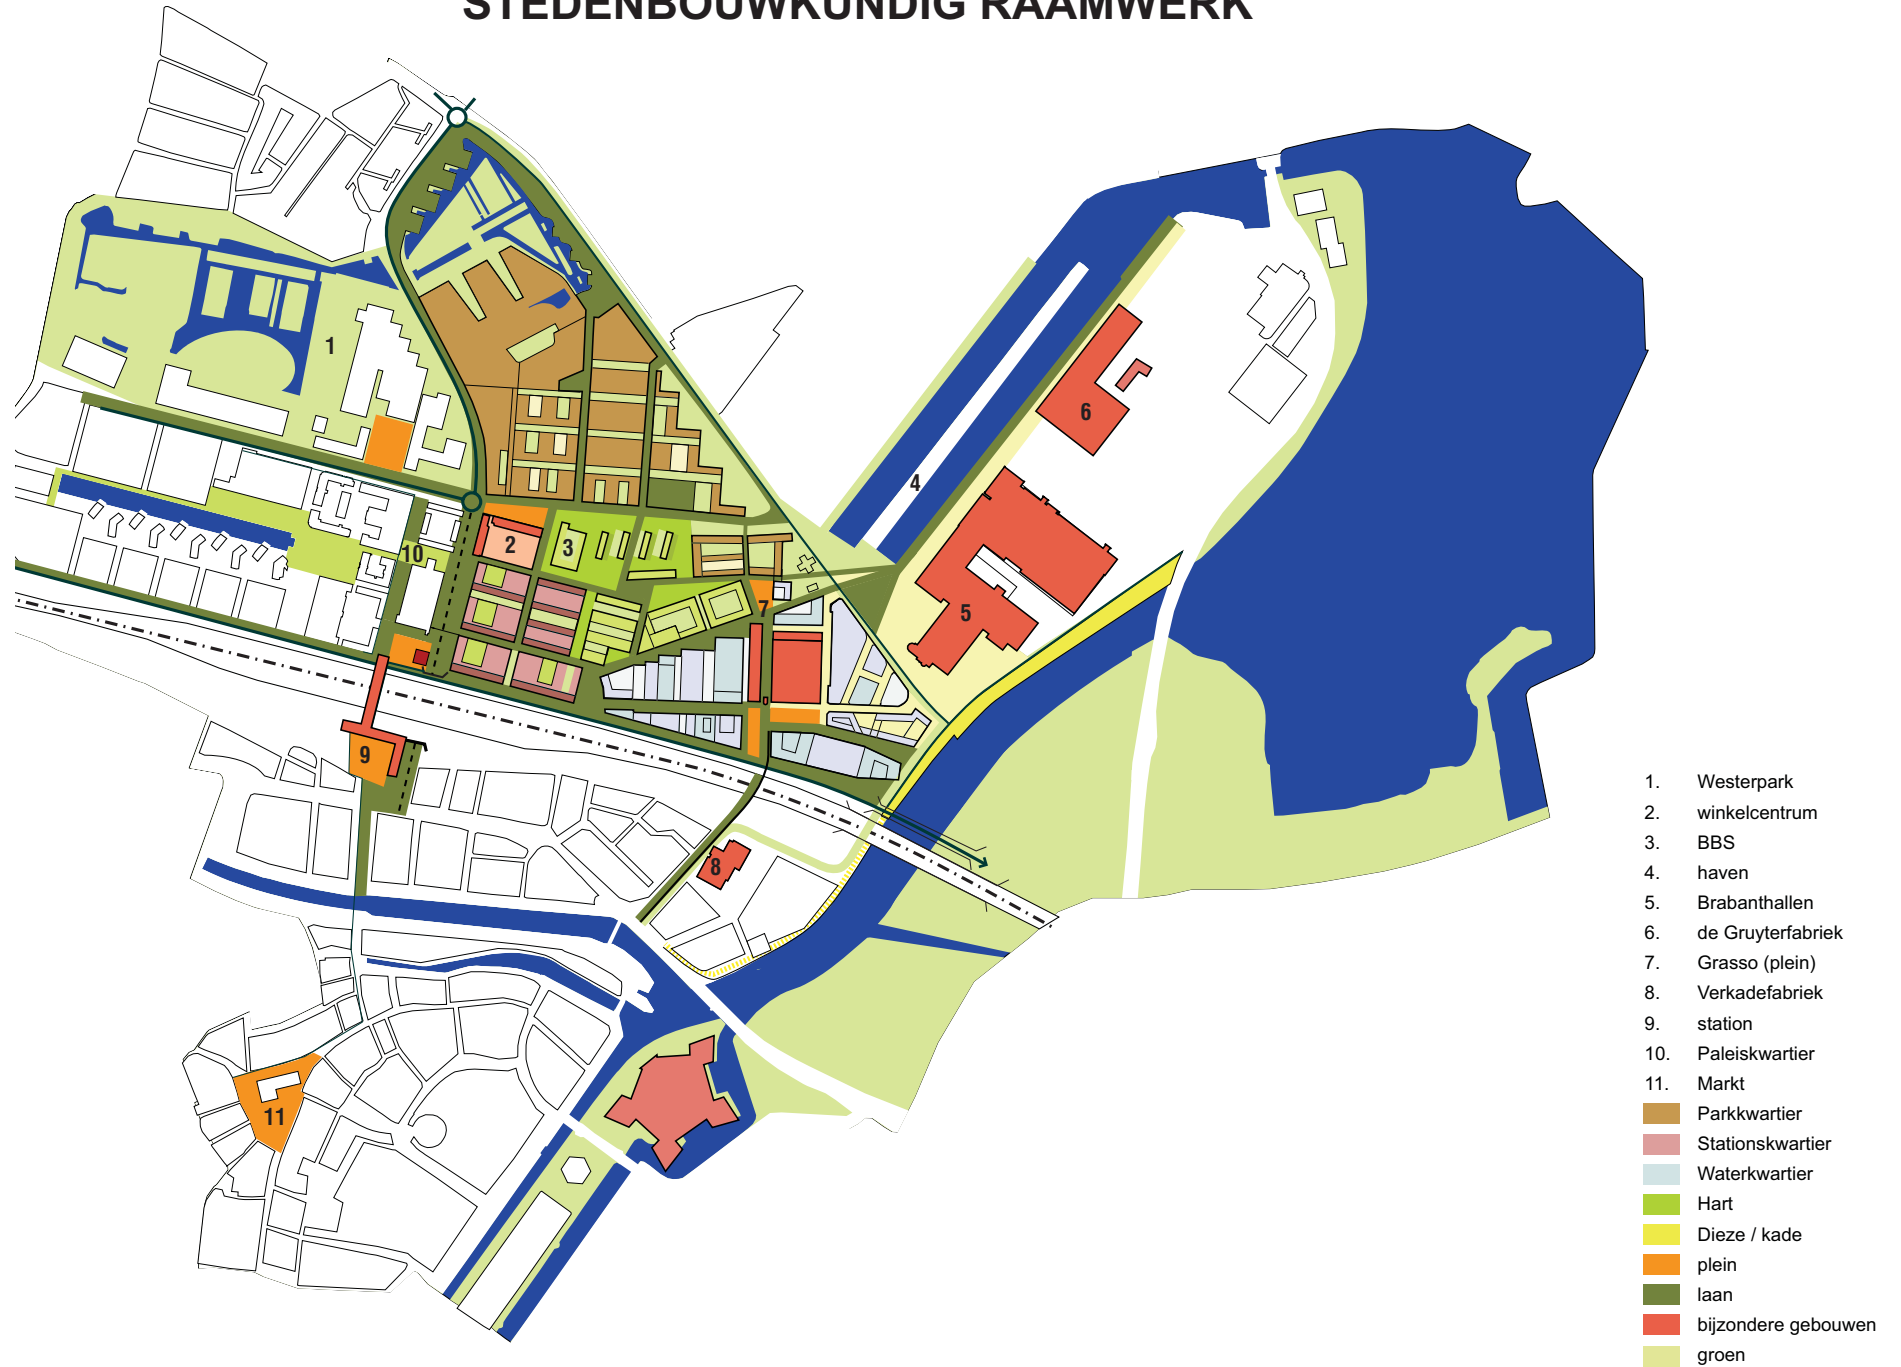 STEDENBOUWKUNDIG RAAMWERK
1
2
3
4
5
6
7
8
9
10
11
1. Westerpark
2. winkelcentrum
3. BBS
4. haven
5. Brabanthallen
6. de Gruyterfabriek
7. Grasso (plein)
8. Verkadefabriek
9. station
10. Paleiskwartier
11. Markt
Parkkwartier
Stationskwartier
Waterkwartier
Hart
Dieze / kade
plein
laan
bijzondere gebouwen
groen